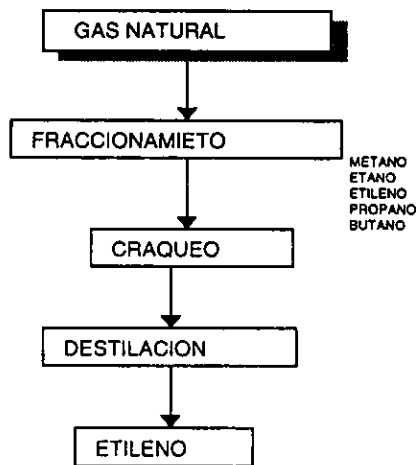 GAS NATURAL
FRACCIONAMIETO
METANO
ETANO
ETILENO
PROPANO
BUTANO
CRAQUEO
DESTILACION
ETILENO